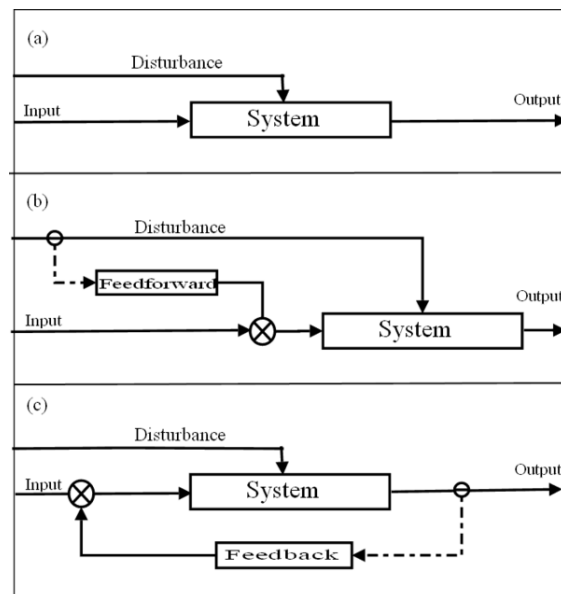 (a)
Disturbance
Input
System
Output
(b)
Disturbance
Feedforward
Input
System
Output
(c)
Disturbance
Input
System
Output
Feedback